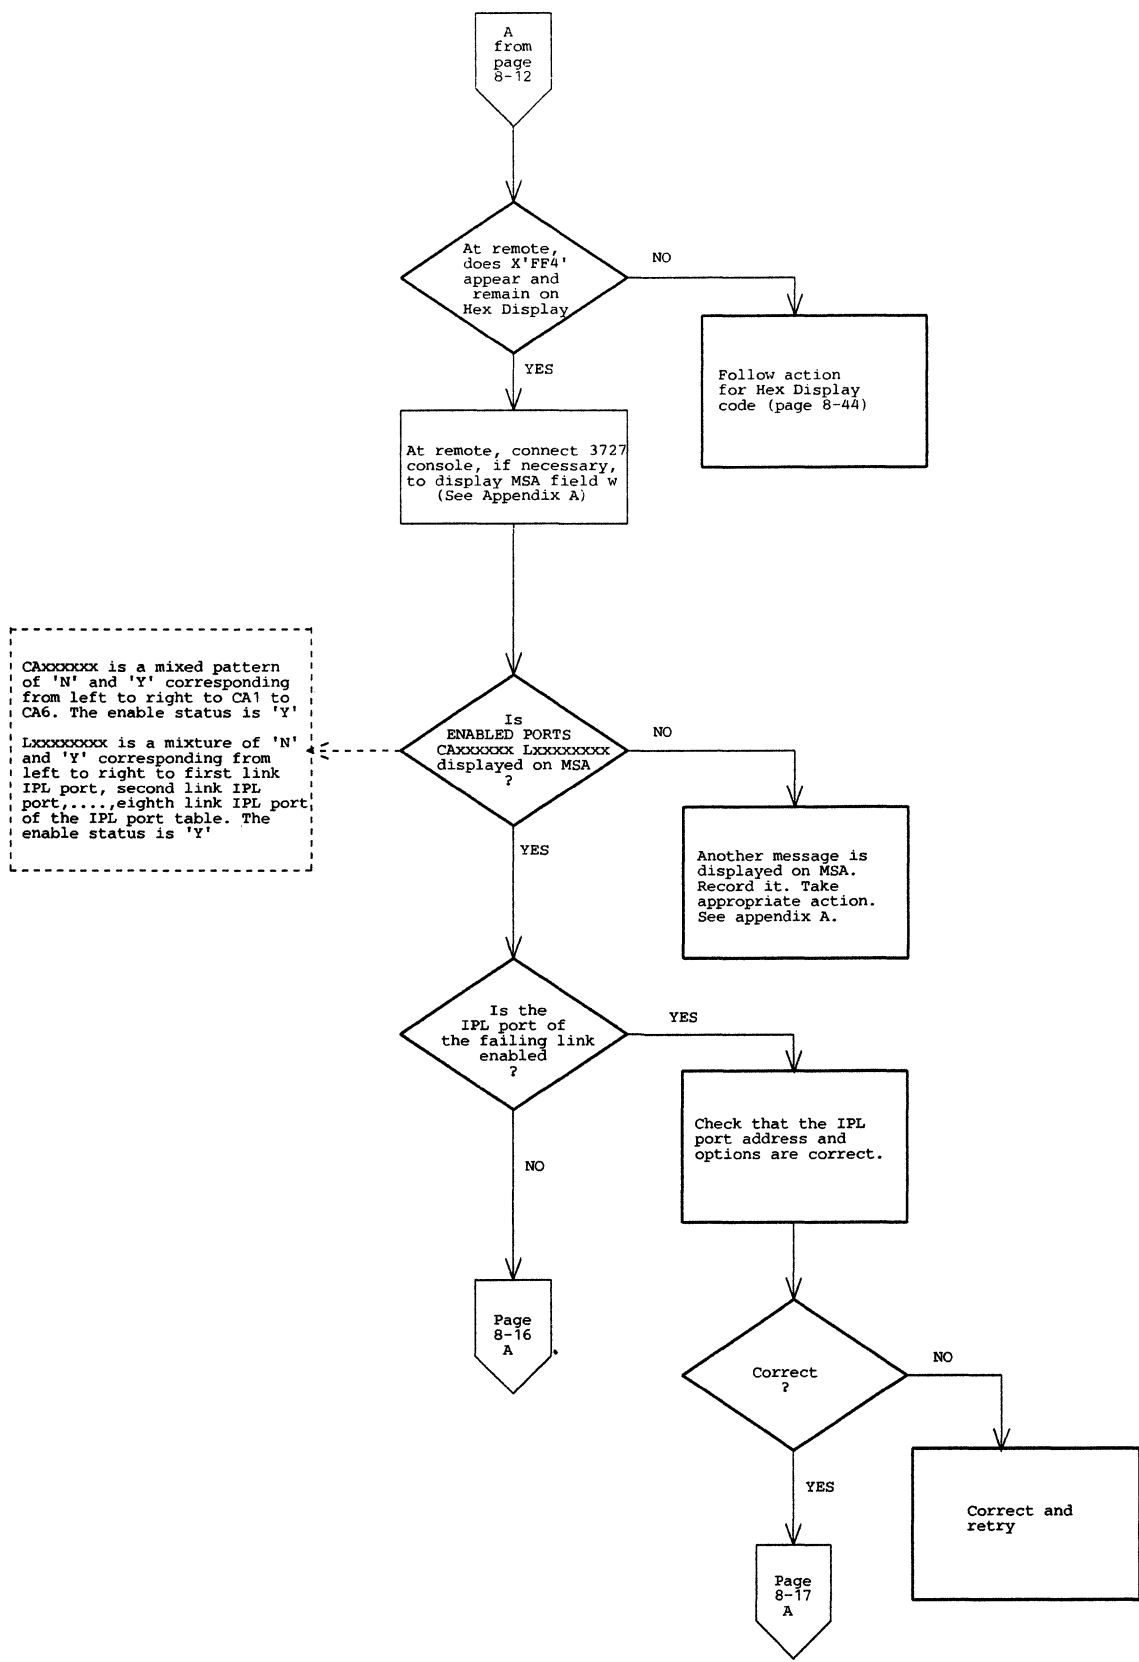 A
from
page
8-12
At remote,
does X'FF4'
appear and
remain on
Hex Display
NO
YES
Follow action
for Hex Display
code (page 8-44)
At remote, connect 3727
console, if necessary,
to display MSA field w
(See Appendix A)
CAxxxxxx is a mixed pattern
of 'N' and 'Y' corresponding
from left to right to CA1 to
CA6. The enable status is 'Y'
Lxxxxxxxx is a mixture of 'N'
and 'Y' corresponding from
left to right to first link
IPL port, second link IPL
port,....,eighth link IPL port
of the IPL port table. The
enable status is 'Y'
Is
ENABLED PORTS
CAxxxxxx Lxxxxxxxx
displayed on MSA
?
NO
YES
Another message is
displayed on MSA.
Record it. Take
appropriate action.
See appendix A.
Is the
IPL port of
the failing link
enabled
?
YES
NO
Check that the IPL
port address and
options are correct.
Page
8-16
A
Correct
?
NO
YES
Correct and
retry
Page
8-17
A